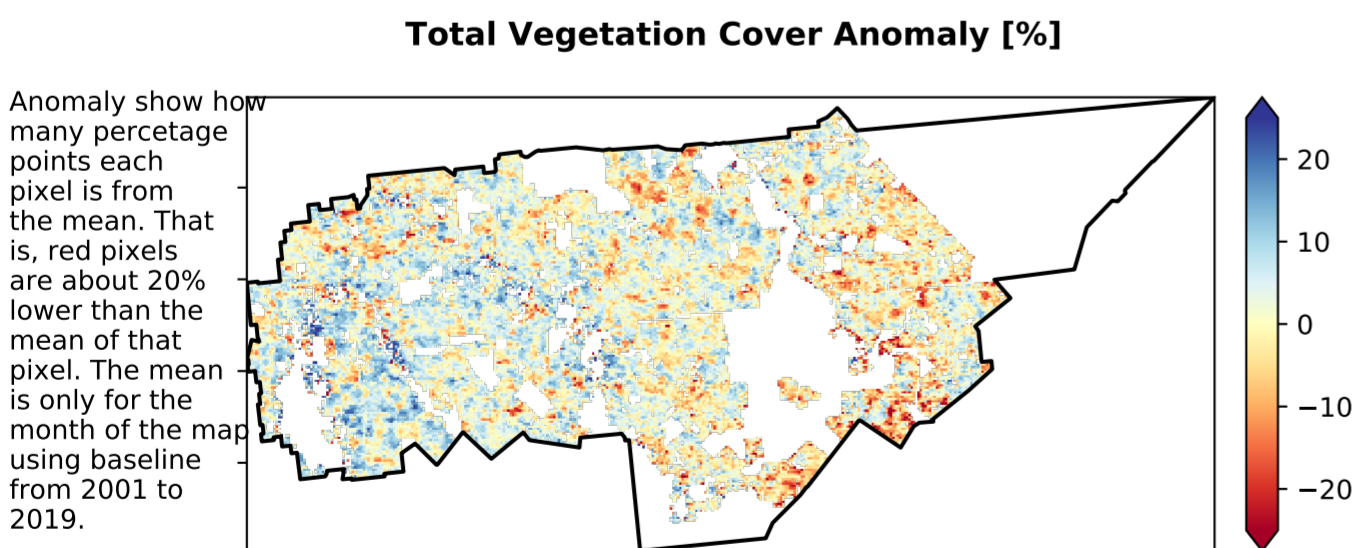 Total Vegetation Cover Anomaly [%]
Anomaly show how
many percetage
points each
pixel is from
the mean. That
is, red pixels
are about 20%
lower than the
mean of that
pixel. The mean
is only for the
month of the map
using baseline
from 2001 to
2019.
20
10
0
−10
−20